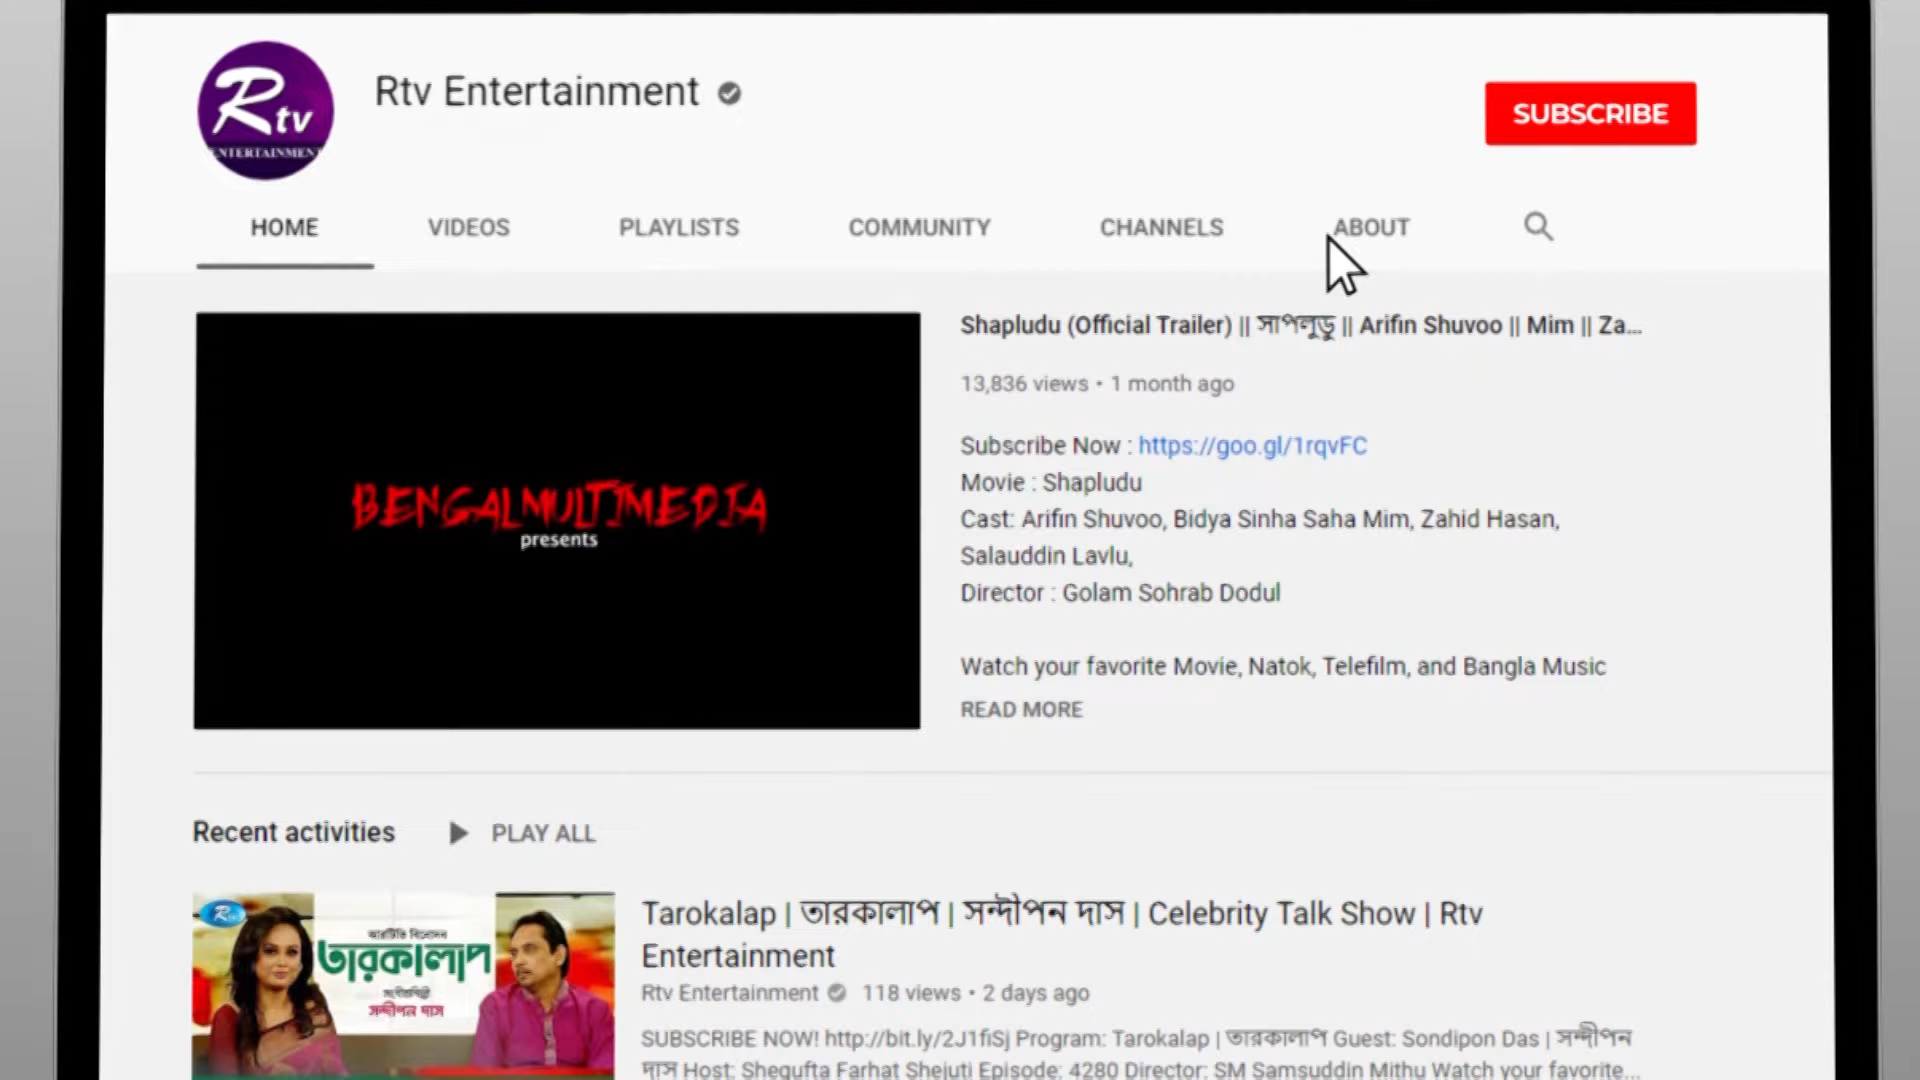 Rtv
ENTERTAINMENT
Rtv Entertainment
SUBSCRIBE
HOME VIDEOS PLAYLISTS COMMUNITY CHANNELS ABOUT
Shapludu (Official Trailer) || সাপলুডু || Arifin Shuvoo || Mim || Za...
13,836 views • 1 month ago
Subscribe Now : https://goo.gl/1rqvFC
Movie : Shapludu
Cast: Arifin Shuvoo, Bidya Sinha Saha Mim, Zahid Hasan,
Salauddin Lavlu,
Director : Golam Sohrab Dodul
Watch your favorite Movie, Natok, Telefilm, and Bangla Music
READ MORE
BENGALMULTIMEDIA
presents
Recent activities PLAY ALL
আরটিভি বিনোদন
তারকালাপ
সন্দীপন দাস
Tarokalap | তারকালাপ | সন্দীপন দাস | Celebrity Talk Show | Rtv
Entertainment
Rtv Entertainment 118 views • 2 days ago
SUBSCRIBE NOW! http://bit.ly/2J1fiSj Program: Tarokalap | তারকালাপ Guest: Sondipon Das | সন্দীপন
দাস Host: Shegufta Farhat Shejuti Episode: 4280 Director: SM Samsuddin Mithu Watch your favorite...